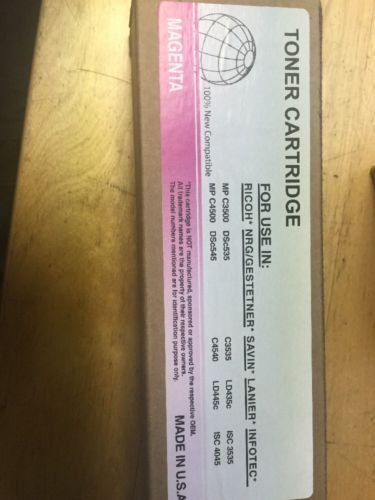 TONER CARTRIDGE
100% New Compatible
MAGENTA
FOR USE IN:
RICOH* NRG/GESTETNER* SAVIN* LANIER* INFOTEC*
MP C3500 DSc535 C3535 LD435c ISC 3535
MP C4500 DSc545 C4540 LD445c ISC 4045
*This cartridge is NOT manufactured, sponsored or approved by the respective OEM.
All trademark names are the property of their respective owners.
The model numbers mentioned are for identification purpose only.
MADE IN U.S.A